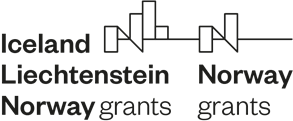 Iceland
Liechtenstein
Norway grants
Norway
grants